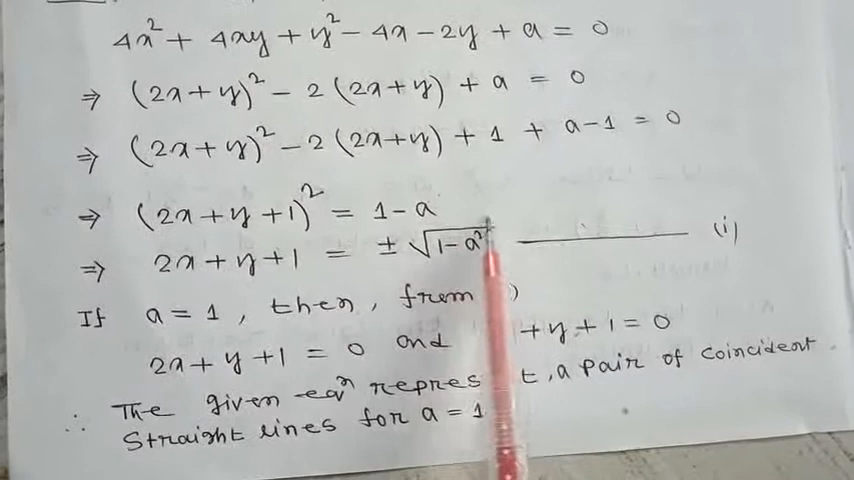 4x² + 4xy + y² - 4x - 2y + a = 0
⇒ (2x + y)² - 2 (2x + y) + a = 0
⇒ (2x + y)² - 2 (2x + y) + 1 + a - 1 = 0
⇒ (2x + y + 1)² = 1 - a
⇒ 2x + y + 1 = ± √1 - a² (i)
If a = 1, then, from )
2x + y + 1 = 0 and + y + 1 = 0
∴ The given eqⁿ repres t, a pair of coincident
straight lines for a = 1